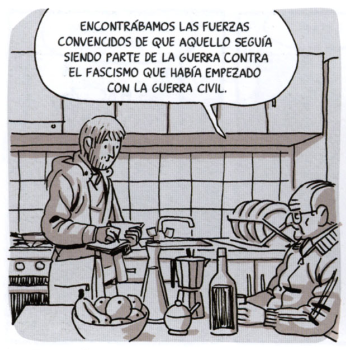 ENCONTRÁBAMOS LAS FUERZAS
CONVENCIDOS DE QUE AQUELLO SEGUÍA
SIENDO PARTE DE LA GUERRA CONTRA
EL FASCISMO QUE HABÍA EMPEZADO
CON LA GUERRA CIVIL.